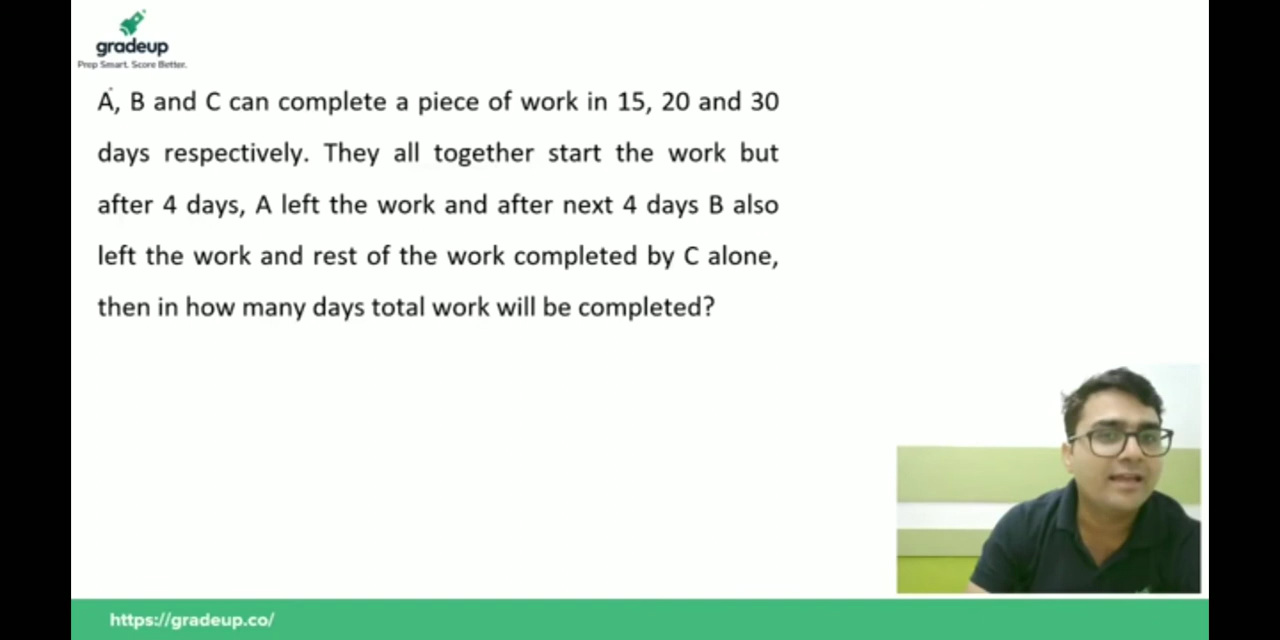 gradeup
Prep Smart. Score Better.
A, B and C can complete a piece of work in 15, 20 and 30
days respectively. They all together start the work but
after 4 days, A left the work and after next 4 days B also
left the work and rest of the work completed by C alone,
then in how many days total work will be completed?
https://gradeup.co/